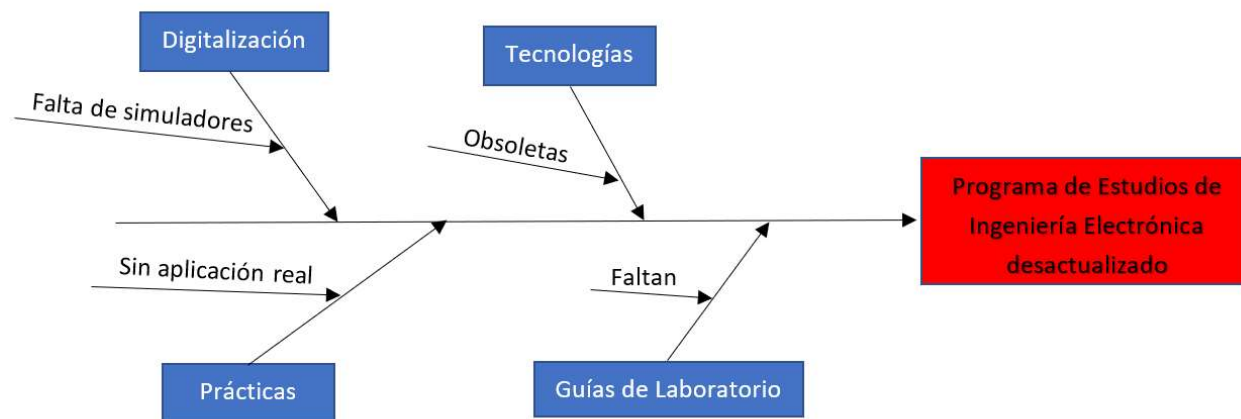 Digitalización
Tecnologías
Falta de simuladores
Obsoletas
Programa de Estudios de
Ingeniería Electrónica
desactualizado
Sin aplicación real
Faltan
Prácticas
Guías de Laboratorio